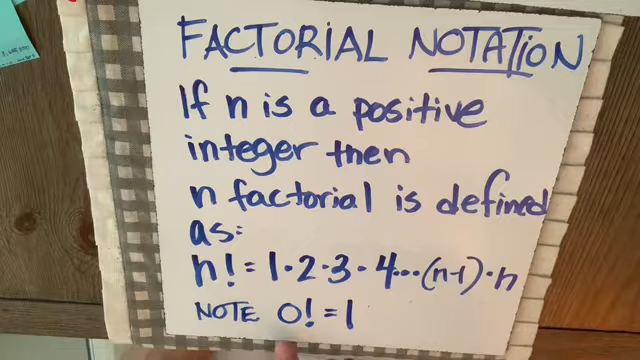 FACTORIAL NOTATION
If n is a positive
integer then
n factorial is defined
as:
n! = 1·2·3·4...(n-1)·n
NOTE 0! = 1